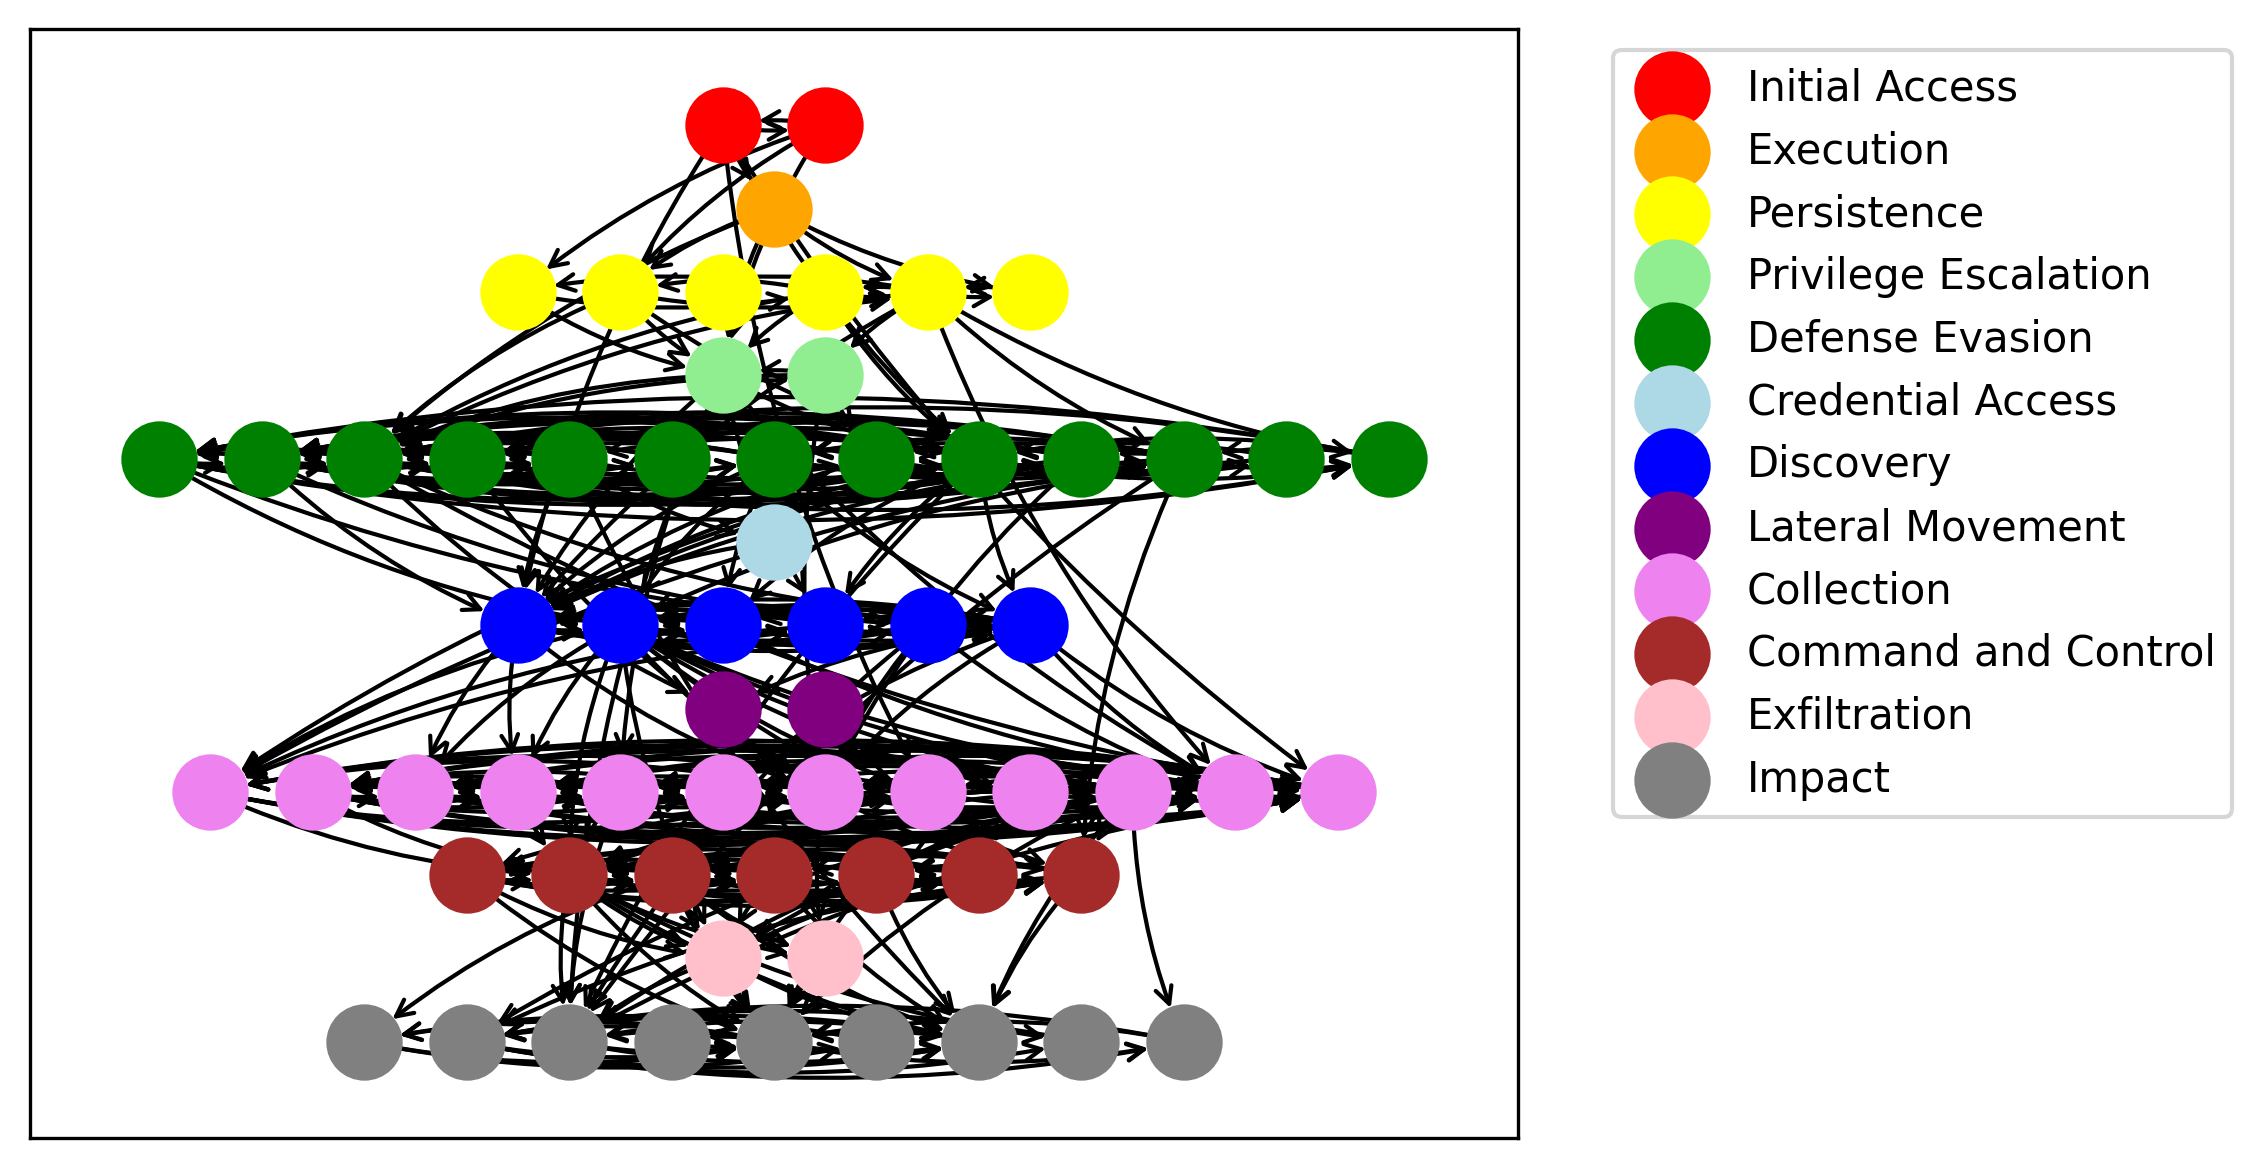 Initial Access
Execution
Persistence
Privilege Escalation
Defense Evasion
Credential Access
Discovery
Lateral Movement
Collection
Command and Control
Exfiltration
Impact